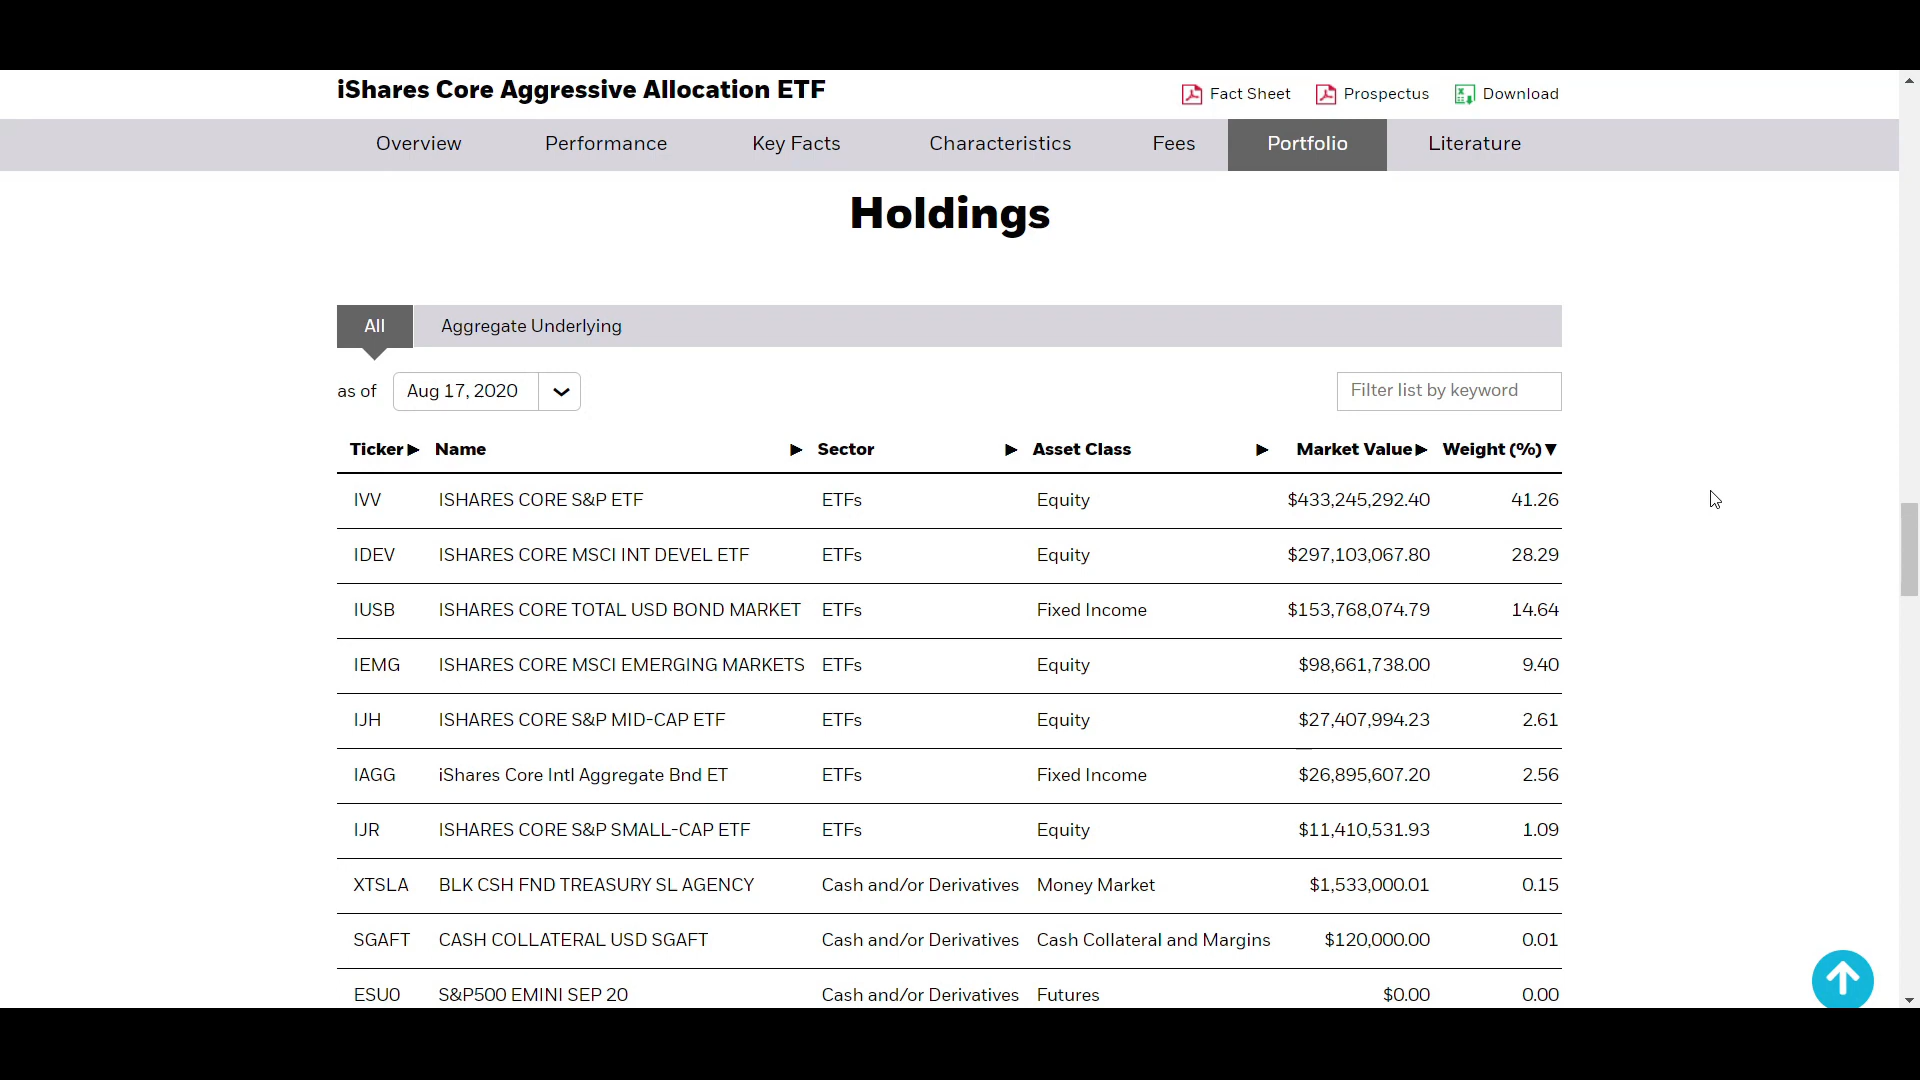 iShares Core Aggressive Allocation ETF
Fact Sheet Prospectus Download
Overview Performance Key Facts Characteristics Fees Portfolio Literature
Holdings
All Aggregate Underlying
as of Aug 17, 2020 Filter list by keyword
Ticker Name Sector Asset Class Market Value Weight (%)
IVV ISHARES CORE S&P ETF ETFs Equity $433,245,292.40 41.26
IDEV ISHARES CORE MSCI INT DEVEL ETF ETFs Equity $297,103,067.80 28.29
IUSB ISHARES CORE TOTAL USD BOND MARKET ETFs Fixed Income $153,768,074.79 14.64
IEMG ISHARES CORE MSCI EMERGING MARKETS ETFs Equity $98,661,738.00 9.40
IJH ISHARES CORE S&P MID-CAP ETF ETFs Equity $27,407,994.23 2.61
IAGG iShares Core Intl Aggregate Bnd ET ETFs Fixed Income $26,895,607.20 2.56
IJR ISHARES CORE S&P SMALL-CAP ETF ETFs Equity $11,410,531.93 1.09
XTSLA BLK CSH FND TREASURY SL AGENCY Cash and/or Derivatives Money Market $1,533,000.01 0.15
SGAFT CASH COLLATERAL USD SGAFT Cash and/or Derivatives Cash Collateral and Margins $120,000.00 0.01
ESU0 S&P500 EMINI SEP 20 Cash and/or Derivatives Futures $0.00 0.00